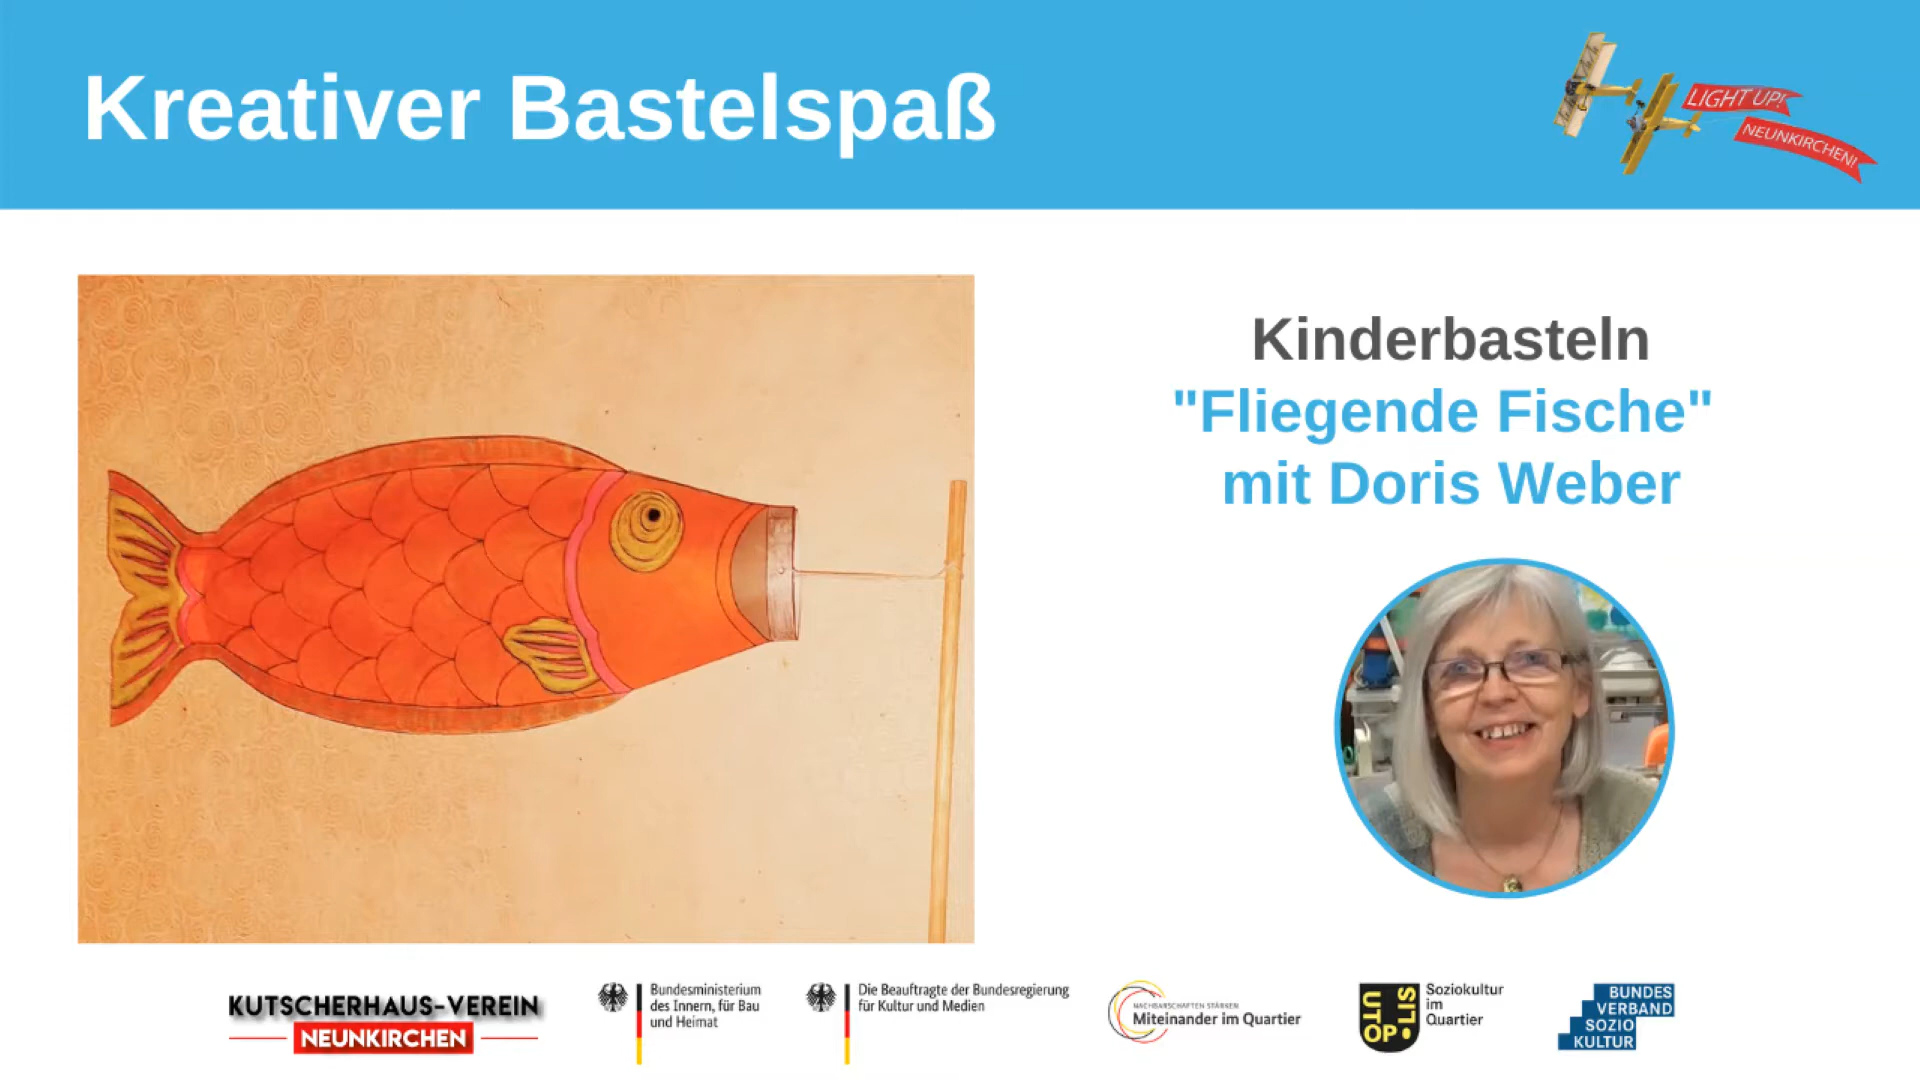 Kreativer Bastelspaß
LIGHT UP!
NEUNKIRCHEN!
Kinderbasteln
"Fliegende Fische"
mit Doris Weber
KUTSCHERHAUS-VEREIN
NEUNKIRCHEN
Bundesministerium
des Innern, für Bau
und Heimat
Die Beauftragte der Bundesregierung
für Kultur und Medien
NACHBARSCHAFTEN STÄRKEN
Miteinander im Quartier
UTOPOLIS
Soziokultur
im
Quartier
BUNDES
VERBAND
SOZIO
KULTUR